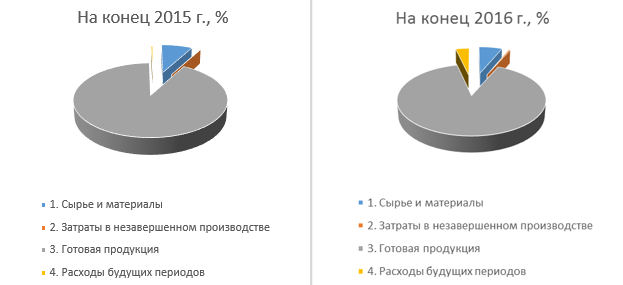 На конец 2015 г., %
1. Сырье и материалы
2. Затраты в незавершенном производстве
3. Готовая продукция
4. Расходы будущих периодов
На конец 2016 г., %
1. Сырье и материалы
2. Затраты в незавершенном производстве
3. Готовая продукция
4. Расходы будущих периодов